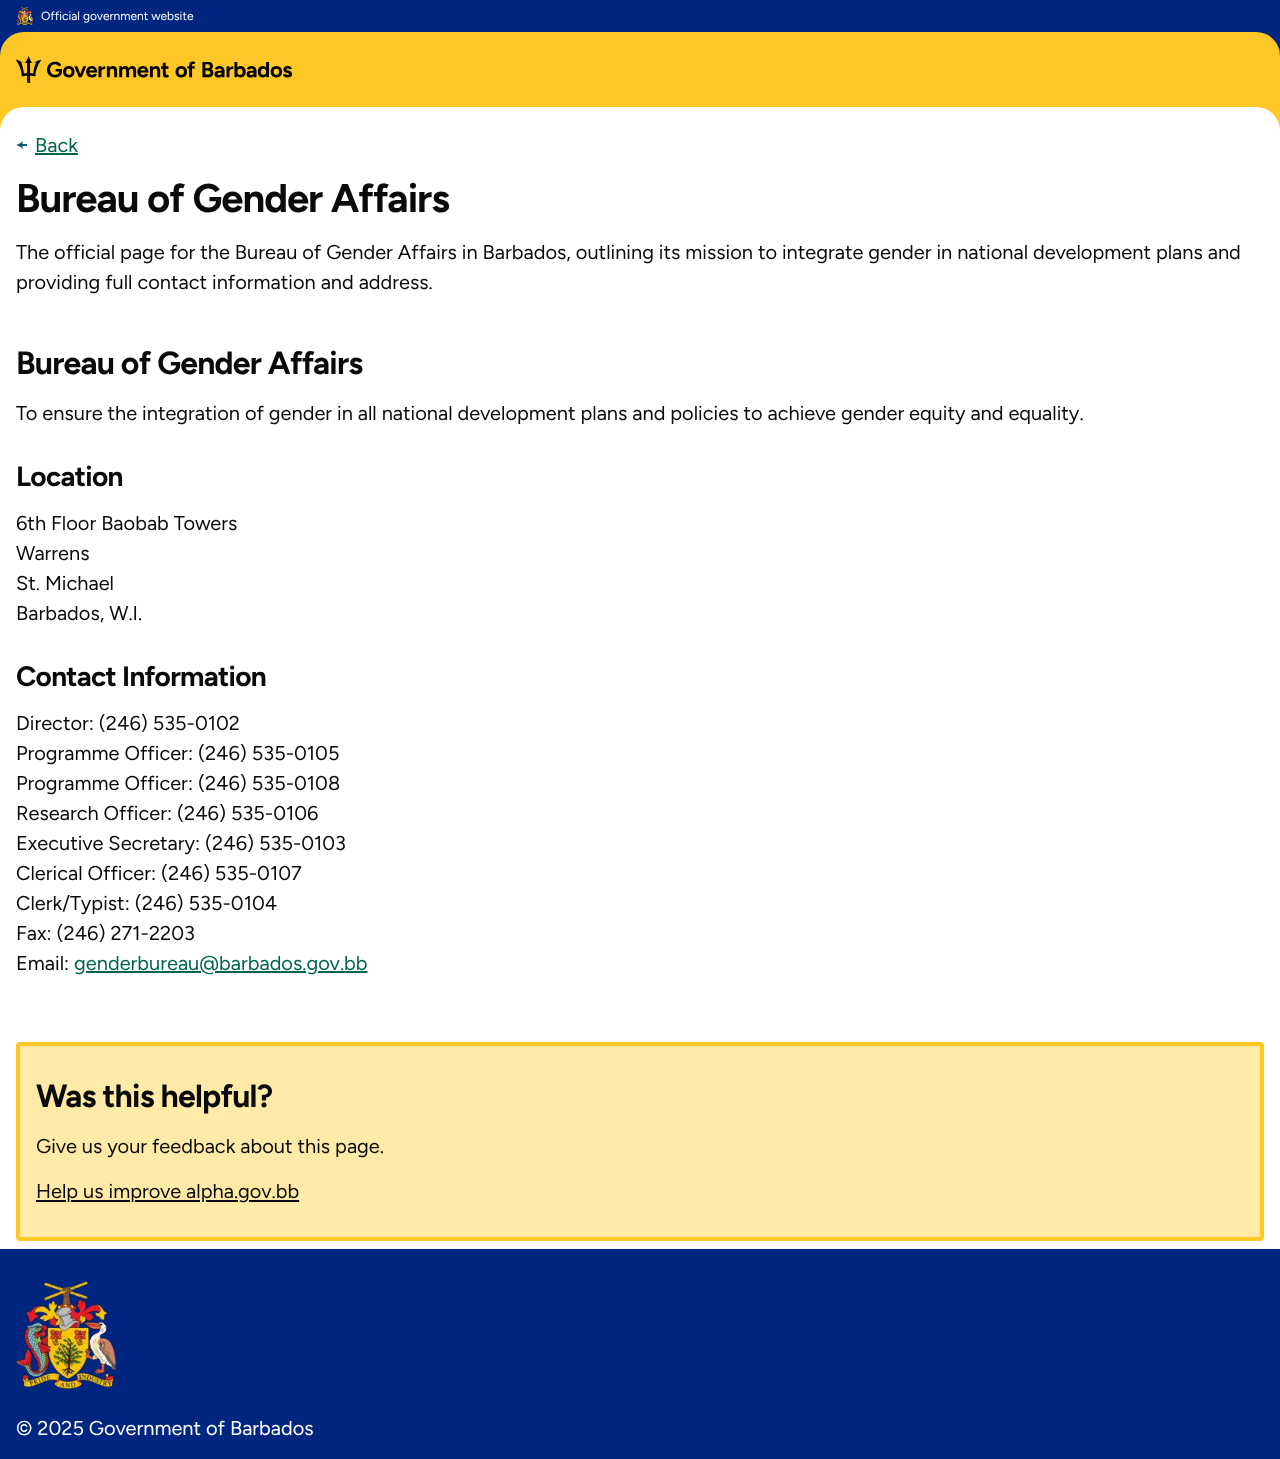 Official government website
Government of Barbados
Back
Bureau of Gender Affairs
The official page for the Bureau of Gender Affairs in Barbados, outlining its mission to integrate gender in national development plans and
providing full contact information and address.
Bureau of Gender Affairs
To ensure the integration of gender in all national development plans and policies to achieve gender equity and equality.
Location
6th Floor Baobab Towers
Warrens
St. Michael
Barbados, W.I.
Contact Information
Director: (246) 535-0102
Programme Officer: (246) 535-0105
Programme Officer: (246) 535-0108
Research Officer: (246) 535-0106
Executive Secretary: (246) 535-0103
Clerical Officer: (246) 535-0107
Clerk/Typist: (246) 535-0104
Fax: (246) 271-2203
Email: genderbureau@barbados.gov.bb
Was this helpful?
Give us your feedback about this page.
Help us improve alpha.gov.bb
PRIDE AND INDUSTRY
© 2025 Government of Barbados